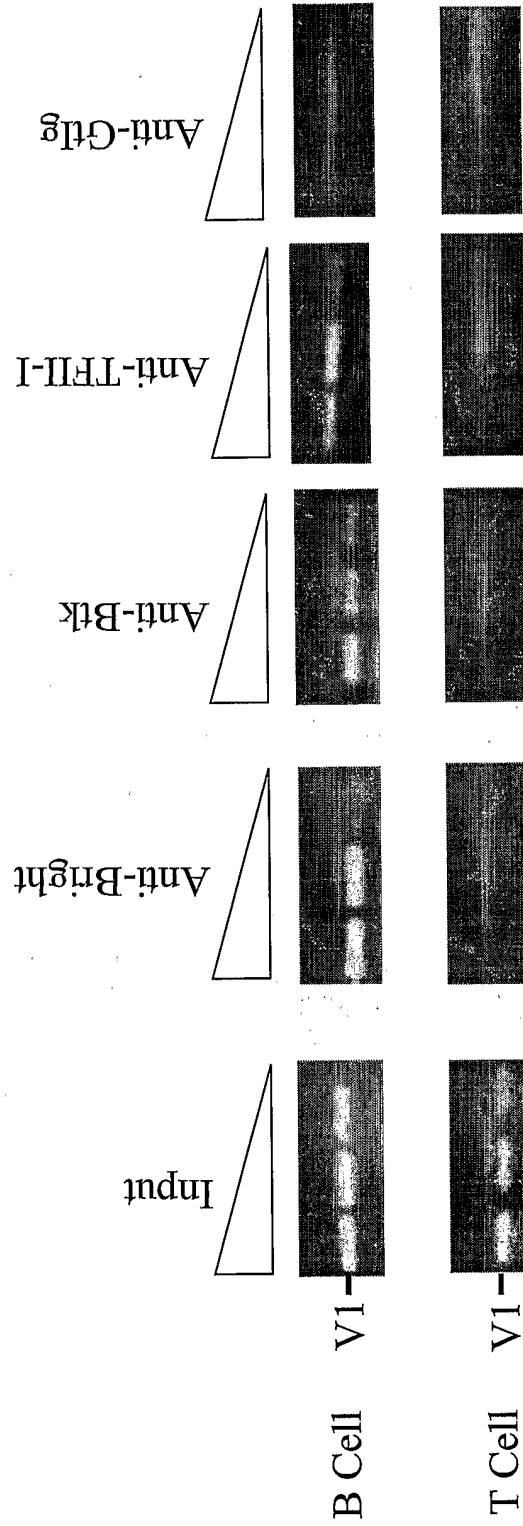 Input
Anti-Bright
Anti-Btk
Anti-TFII-I
Anti-GtIg
B Cell V1
T Cell V1